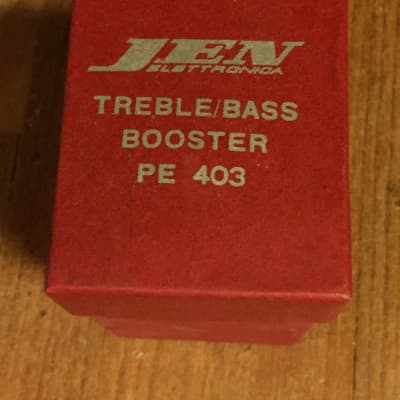 JEN
ELETTRONICA
TREBLE/BASS
BOOSTER
PE 403